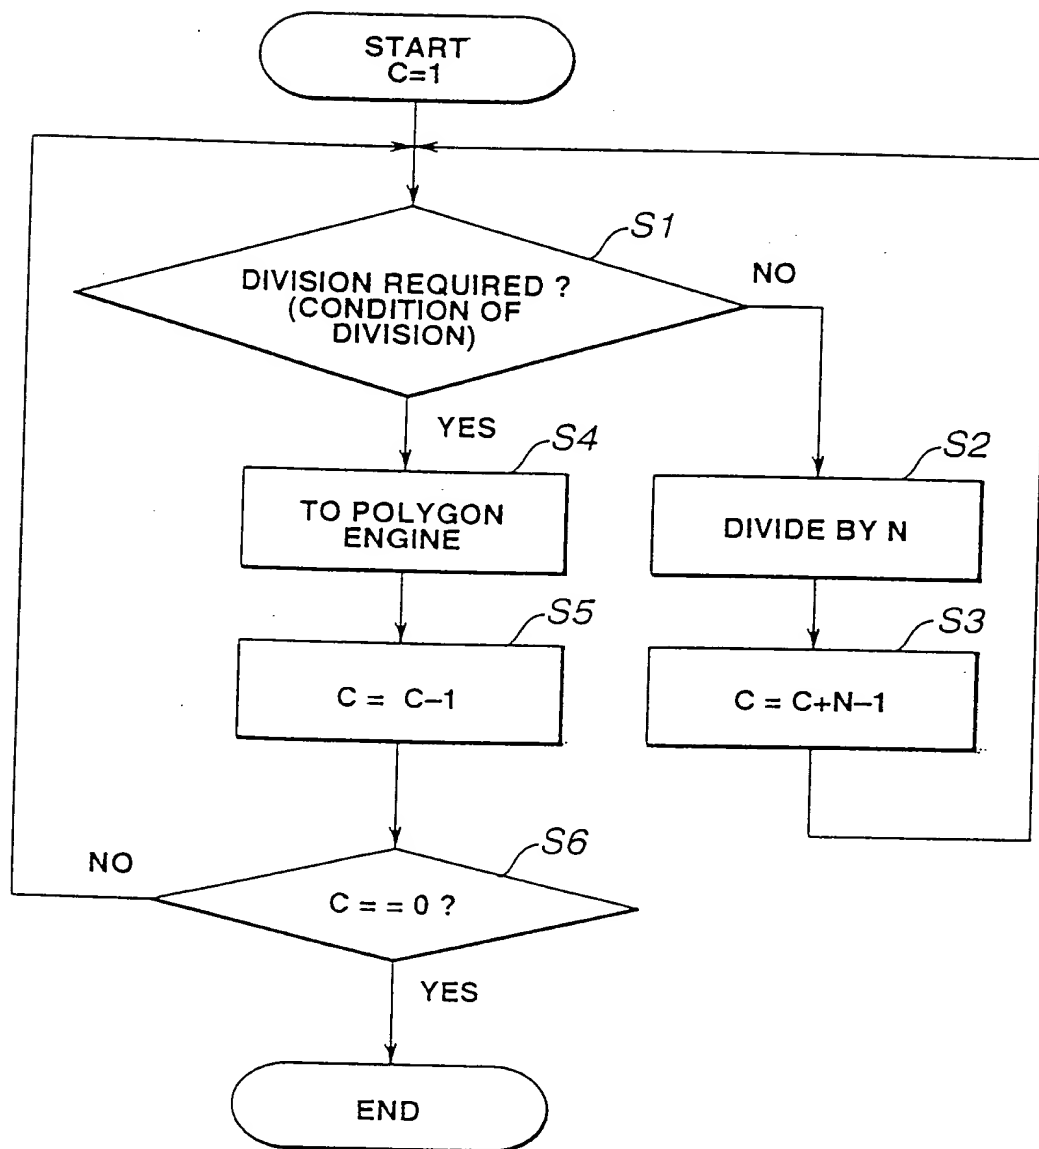 START
C=1
S1
DIVISION REQUIRED ?
(CONDITION OF
DIVISION)
NO
YES
S4
TO POLYGON
ENGINE
S2
DIVIDE BY N
S5
C = C–1
S3
C = C+N–1
S6
NO
C = = 0 ?
YES
END